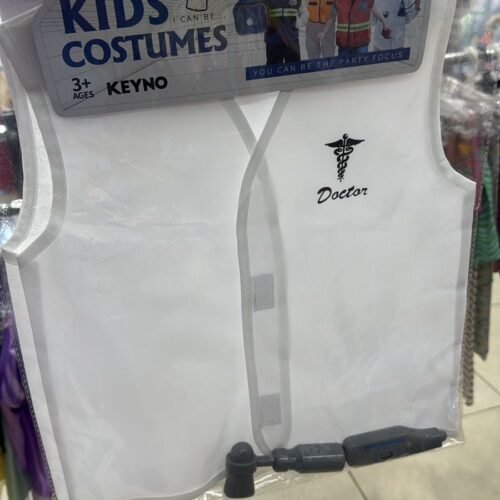 KIDS
I CAN BE...
COSTUMES
3+
AGES
KEYNO
YOU CAN BE THE PARTY FOCUS
Doctor